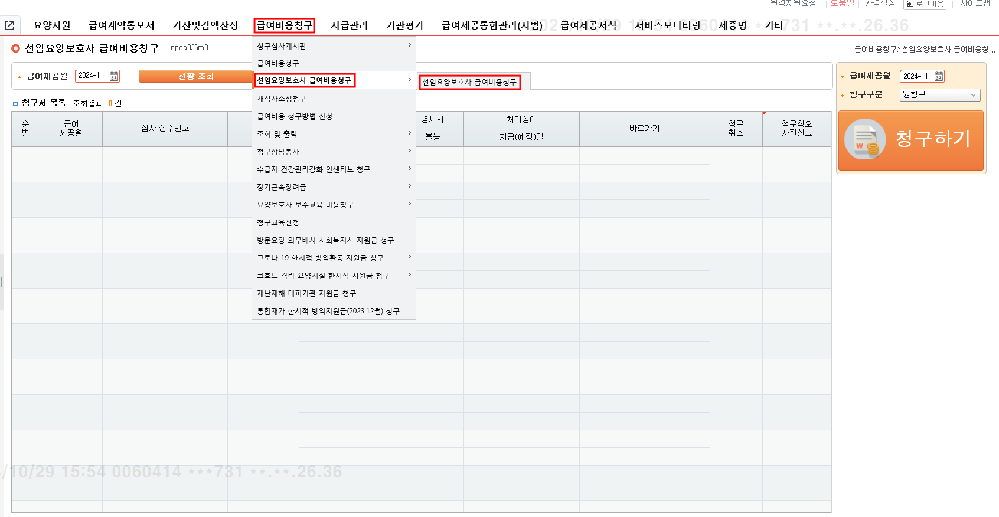 원격지원요청 도움말 환경설정 로그아웃 사이트맵
요양자원 급여계약통보서 가산및감액산정 급여비용청구 지급관리 기관평가 급여제공통합관리(시범) 급여제공서식 서비스모니터링 제증명 기타
2024/10/29 15:54 0060414 ***731 **.**.26.36
선임요양보호사 급여비용청구 npca036m01
급여비용청구>선임요양보호사 급여비용청...
급여제공월 2024-11 현황 조회
청구서 목록 조회결과 0 건
순번
급여
제공월
심사 접수번호
명세서
불능
처리상태
지급(예정)일
바로가기
청구
취소
청구착오
자진신고
청구심사게시판
급여비용청구
선임요양보호사 급여비용청구
선임요양보호사 급여비용청구
재심사조정청구
급여비용 청구방법 신청
조회 및 출력
청구상담봉사
수급자 건강관리강화 인센티브 청구
장기근속장려금
요양보호사 보수교육 비용청구
청구교육신청
방문요양 의무배치 사회복지사 지원금 청구
코로나-19 한시적 방역활동 지원금 청구
코호트 격리 요양시설 한시적 지원금 청구
재난재해 대피기관 지원금 청구
통합재가 한시적 방역지원금(2023.12월) 청구
급여제공월 2024-11
청구구분 원청구
청구하기
/10/29 15:54 0060414 ***731 **.**.26.36